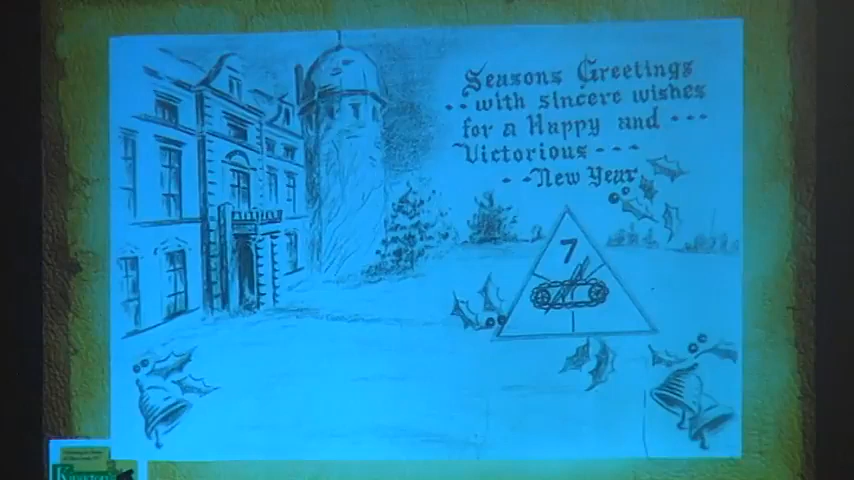 Seasons Greetings
.. with sincere wishes
for a Happy and ...
Victorious ...
.. New Year
7